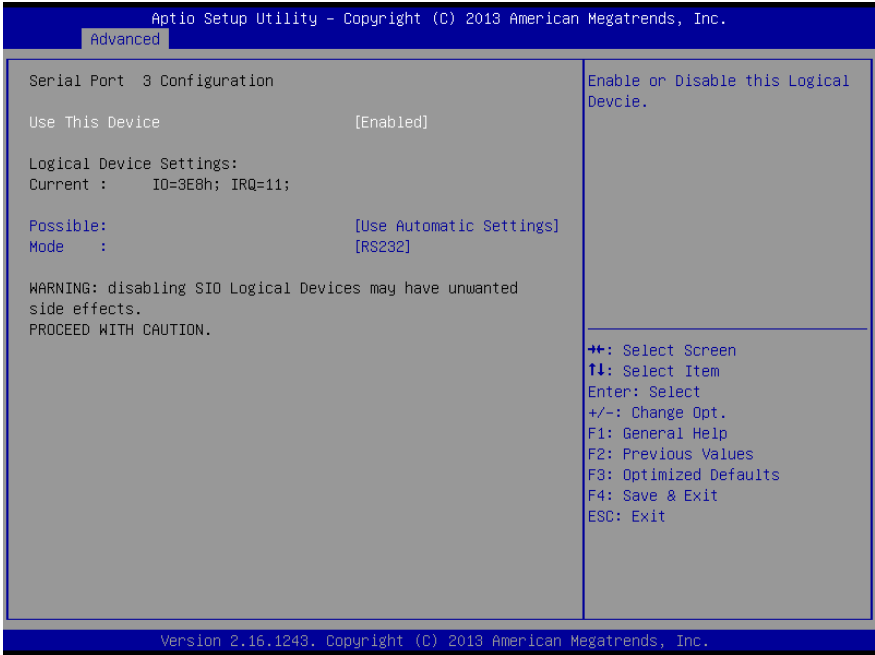 Aptio Setup Utility – Copyright (C) 2013 American Megatrends, Inc.
Advanced
Serial Port  3 Configuration
Use This Device [Enabled]
Logical Device Settings:
Current :     IO=3E8h; IRQ=11;
Possible: [Use Automatic Settings]
Mode    : [RS232]
WARNING: disabling SIO Logical Devices may have unwanted
side effects.
PROCEED WITH CAUTION.
Enable or Disable this Logical
Devcie.
→←: Select Screen
↑↓: Select Item
Enter: Select
+/-: Change Opt.
F1: General Help
F2: Previous Values
F3: Optimized Defaults
F4: Save & Exit
ESC: Exit
Version 2.16.1243. Copyright (C) 2013 American Megatrends, Inc.